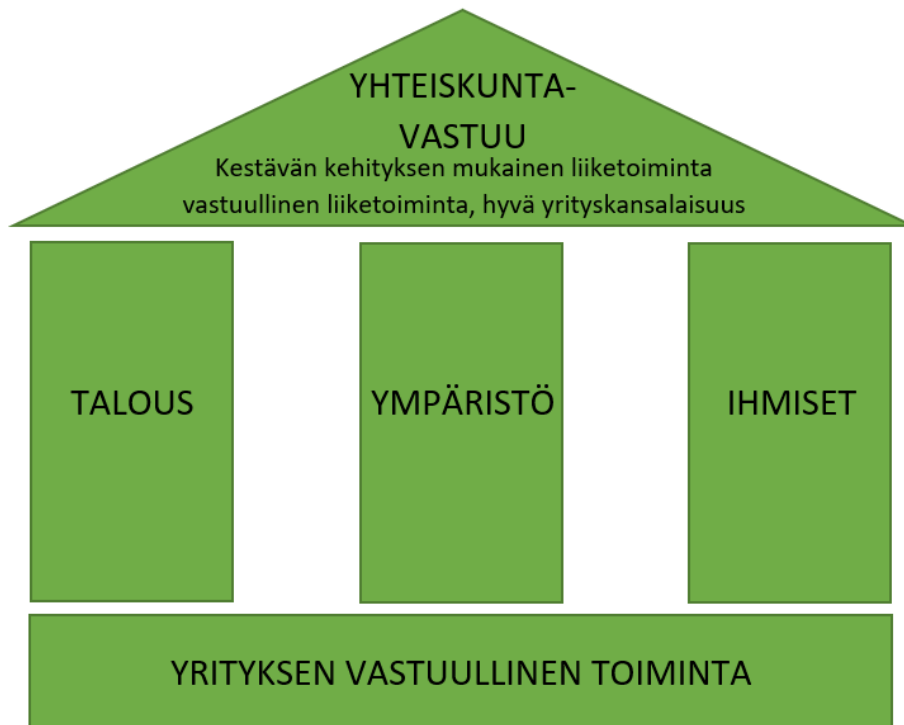 YHTEISKUNTA-
VASTUU
Kestävän kehityksen mukainen liiketoiminta
vastuullinen liiketoiminta, hyvä yrityskansalaisuus
TALOUS
YMPÄRISTÖ
IHMISET
YRITYKSEN VASTUULLINEN TOIMINTA